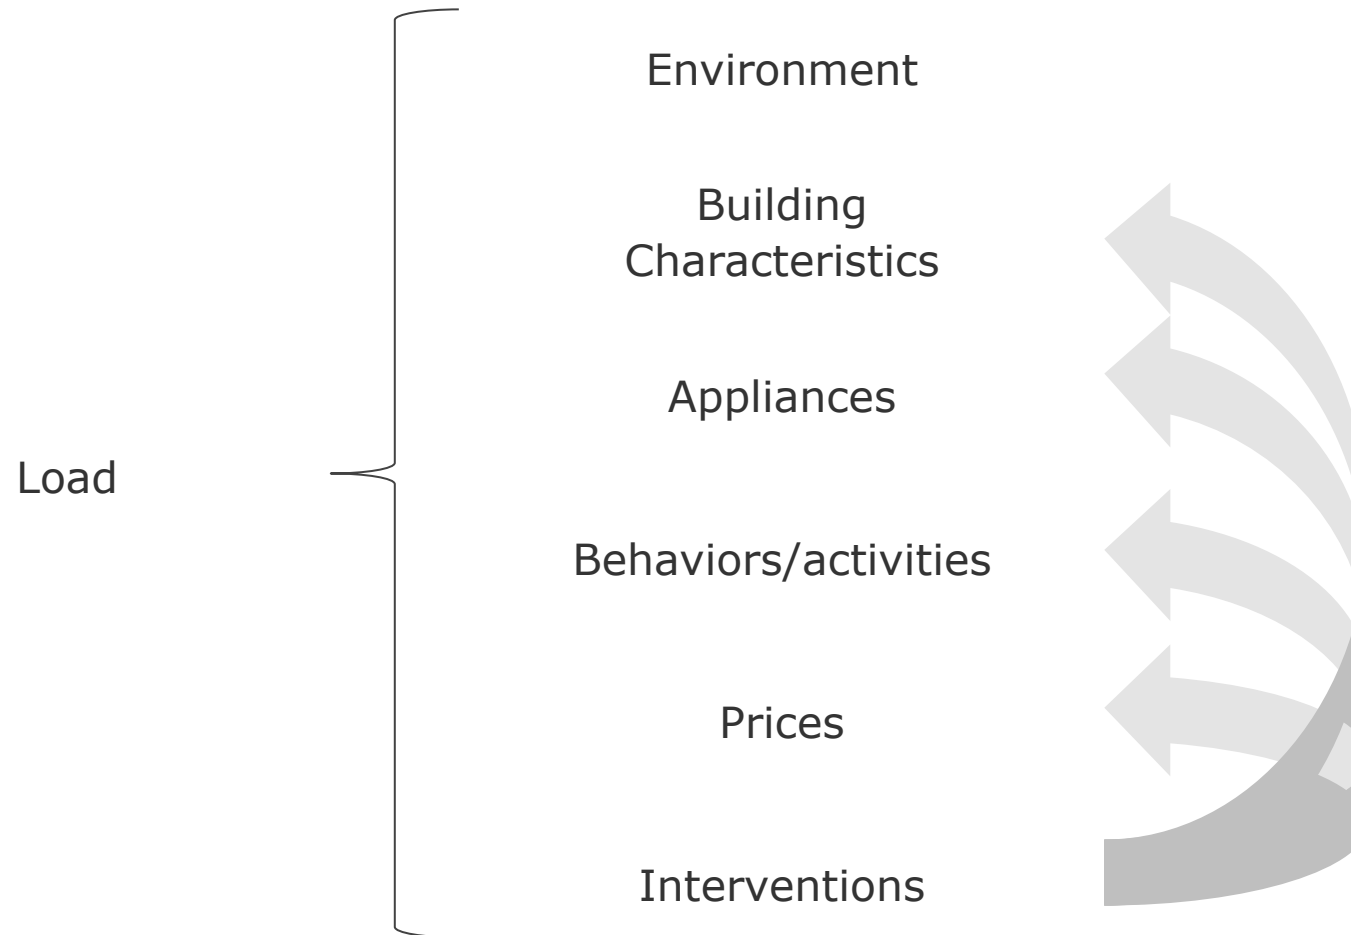 Environment
Building
Characteristics
Appliances
Load
Behaviors/activities
Prices
Interventions